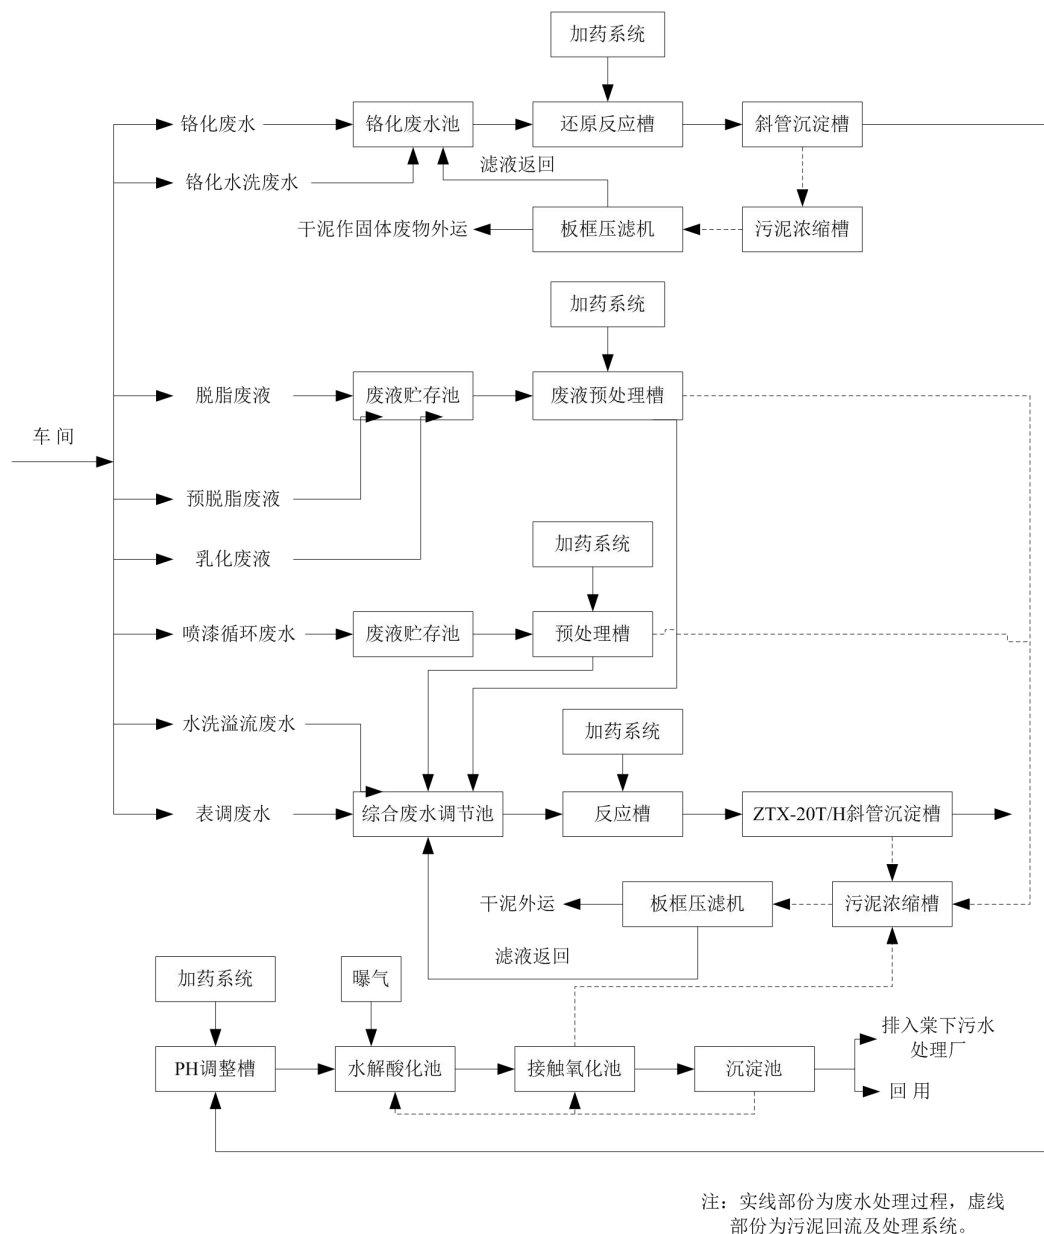 加药系统
铬化废水
铬化废水池
还原反应槽
斜管沉淀槽
滤液返回
铬化水洗废水
干泥作固体废物外运
板框压滤机
污泥浓缩槽
加药系统
脱脂废液
废液贮存池
废液预处理槽
车 间
预脱脂废液
加药系统
乳化废液
喷漆循环废水
废液贮存池
预处理槽
水洗溢流废水
加药系统
表调废水
综合废水调节池
反应槽
ZTX-20T/H斜管沉淀槽
干泥外运
板框压滤机
污泥浓缩槽
滤液返回
加药系统
曝气
排入棠下污水
处理厂
PH调整槽
水解酸化池
接触氧化池
沉淀池
回 用
注：实线部份为废水处理过程，虚线
部份为污泥回流及处理系统。